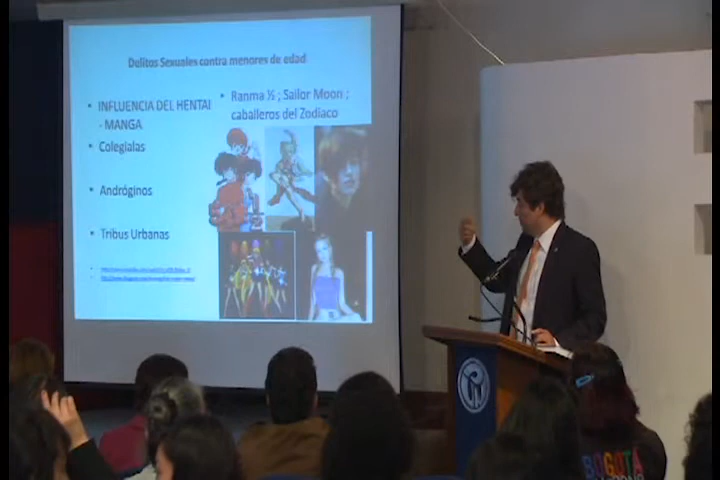 Delitos Sexuales contra menores de edad
• INFLUENCIA DEL HENTAI
- MANGA
• Colegialas
• Andróginos
• Tribus Urbanas
• Ranma ½ ; Sailor Moon ;
caballeros del Zodiaco
BOGOTA